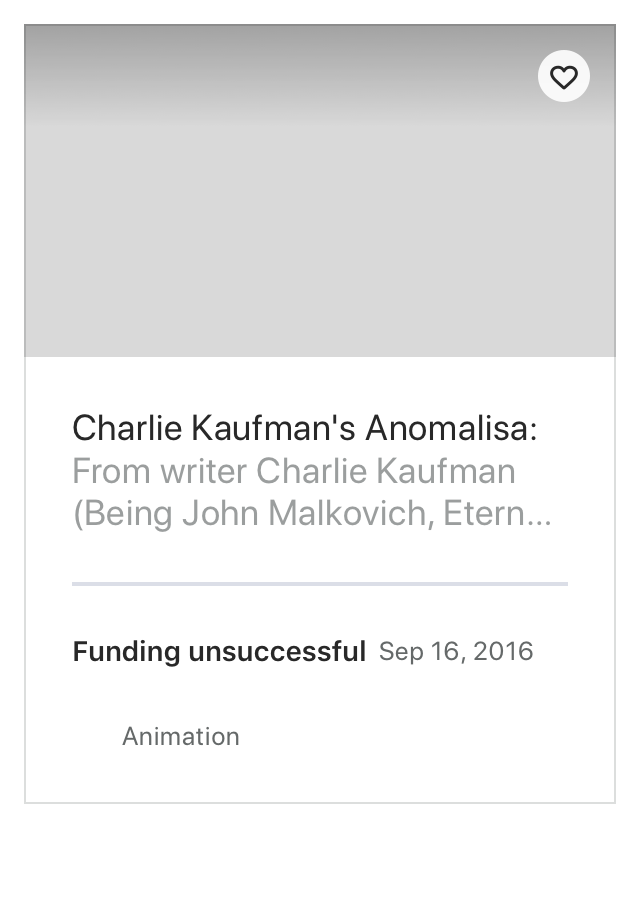 Charlie Kaufman's Anomalisa:
From writer Charlie Kaufman
(Being John Malkovich, Etern...
Funding unsuccessful Sep 16, 2016
Animation